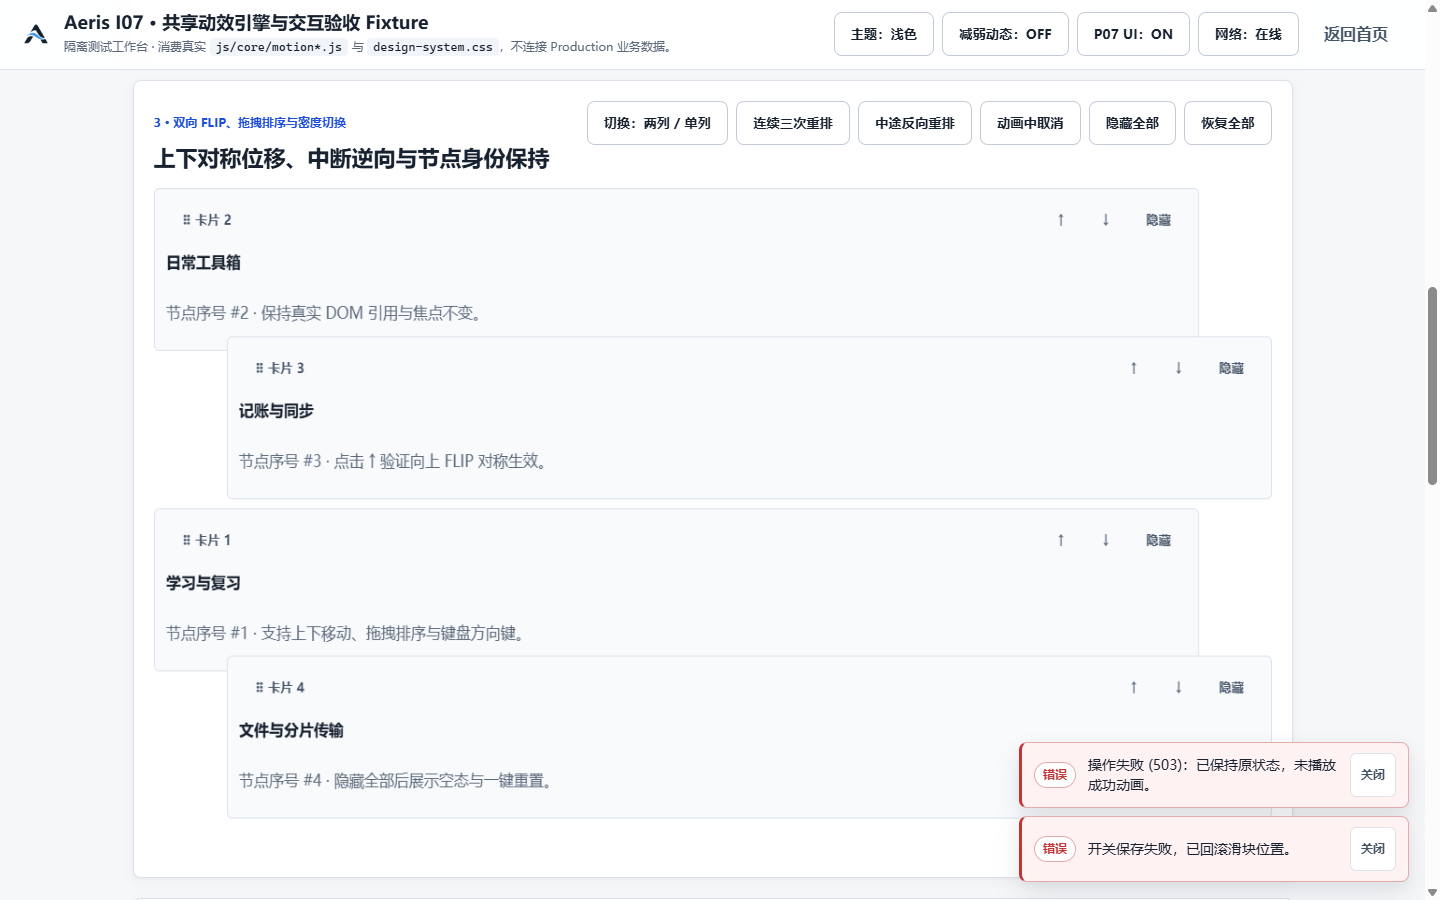 Aeris I07 • 共享动效引擎与交互验收 Fixture
隔离测试工作台 · 消费真实 js/core/motion*.js 与 design-system.css ，不连接 Production 业务数据。
主题：浅色
减弱动态：OFF
P07 UI：ON
网络：在线
返回首页
3 • 双向 FLIP、拖拽排序与密度切换
切换：两列 / 单列
连续三次重排
中途反向重排
动画中取消
隐藏全部
恢复全部
上下对称位移、中断逆向与节点身份保持
⠿ 卡片 2
↑ ↓ 隐藏
日常工具箱
节点序号 #2 · 保持真实 DOM 引用与焦点不变。
⠿ 卡片 3
↑ ↓ 隐藏
记账与同步
节点序号 #3 · 点击 ↑ 验证向上 FLIP 对称生效。
⠿ 卡片 1
↑ ↓ 隐藏
学习与复习
节点序号 #1 · 支持上下移动、拖拽排序与键盘方向键。
⠿ 卡片 4
↑ ↓ 隐藏
文件与分片传输
节点序号 #4 · 隐藏全部后展示空态与一键重置。
错误
操作失败 (503)：已保持原状态，未播放
成功动画。
关闭
错误
开关保存失败，已回滚滑块位置。
关闭